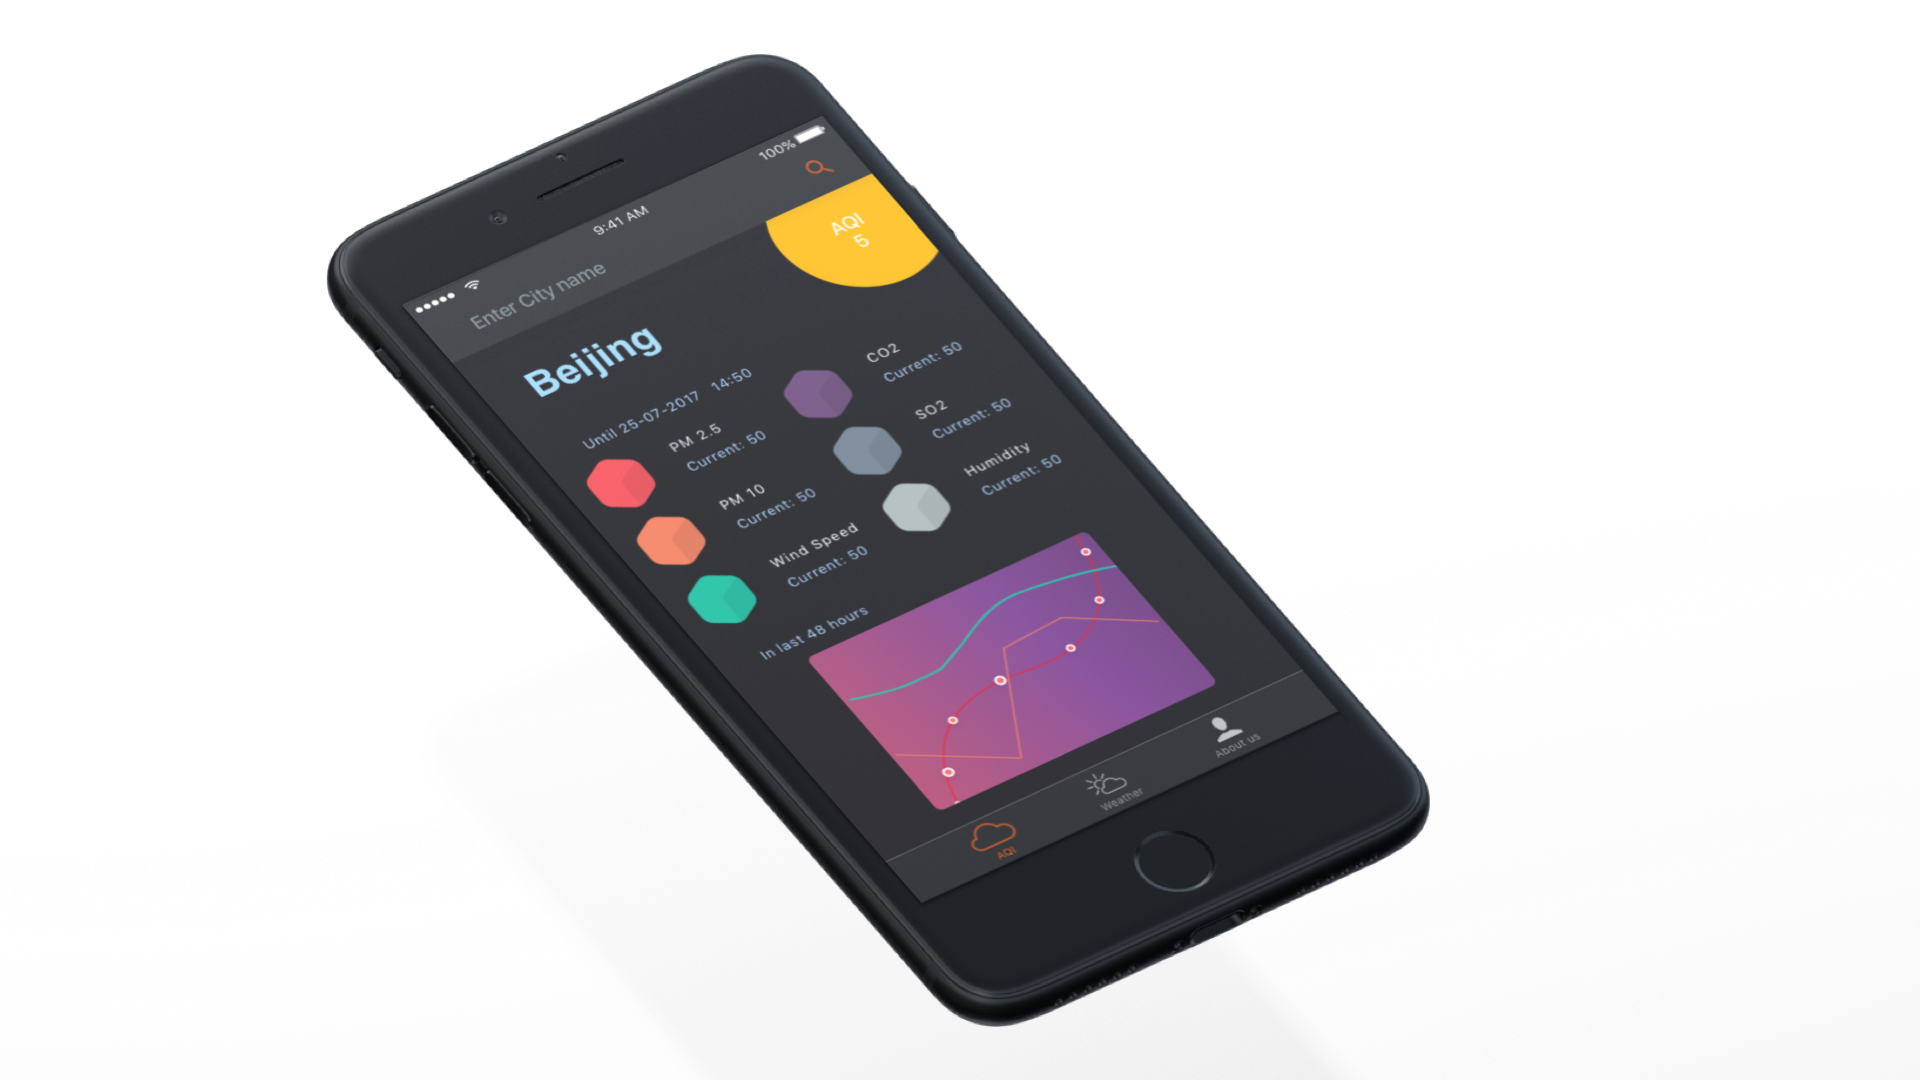 9:41 AM
100%
Enter City name
AQI
5
Beijing
Until 25-07-2017 14:50
PM 2.5
Current: 50
CO2
Current: 50
PM 10
Current: 50
SO2
Current: 50
Wind Speed
Current: 50
Humidity
Current: 50
In last 48 hours
AQI
Weather
About us